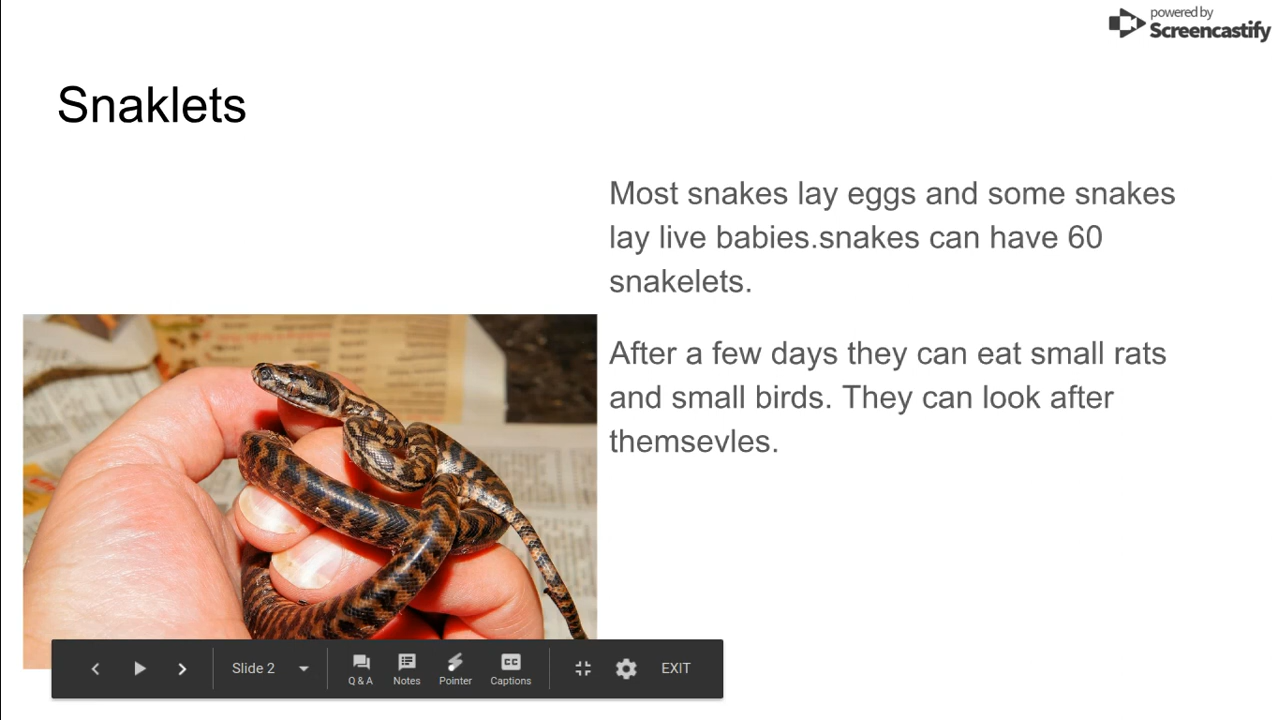 powered by
Screencastify
Snaklets
Most snakes lay eggs and some snakes
lay live babies.snakes can have 60
snakelets.
After a few days they can eat small rats
and small birds. They can look after
themsevles.
Slide 2
Q & A
Notes
Pointer
CC
Captions
EXIT